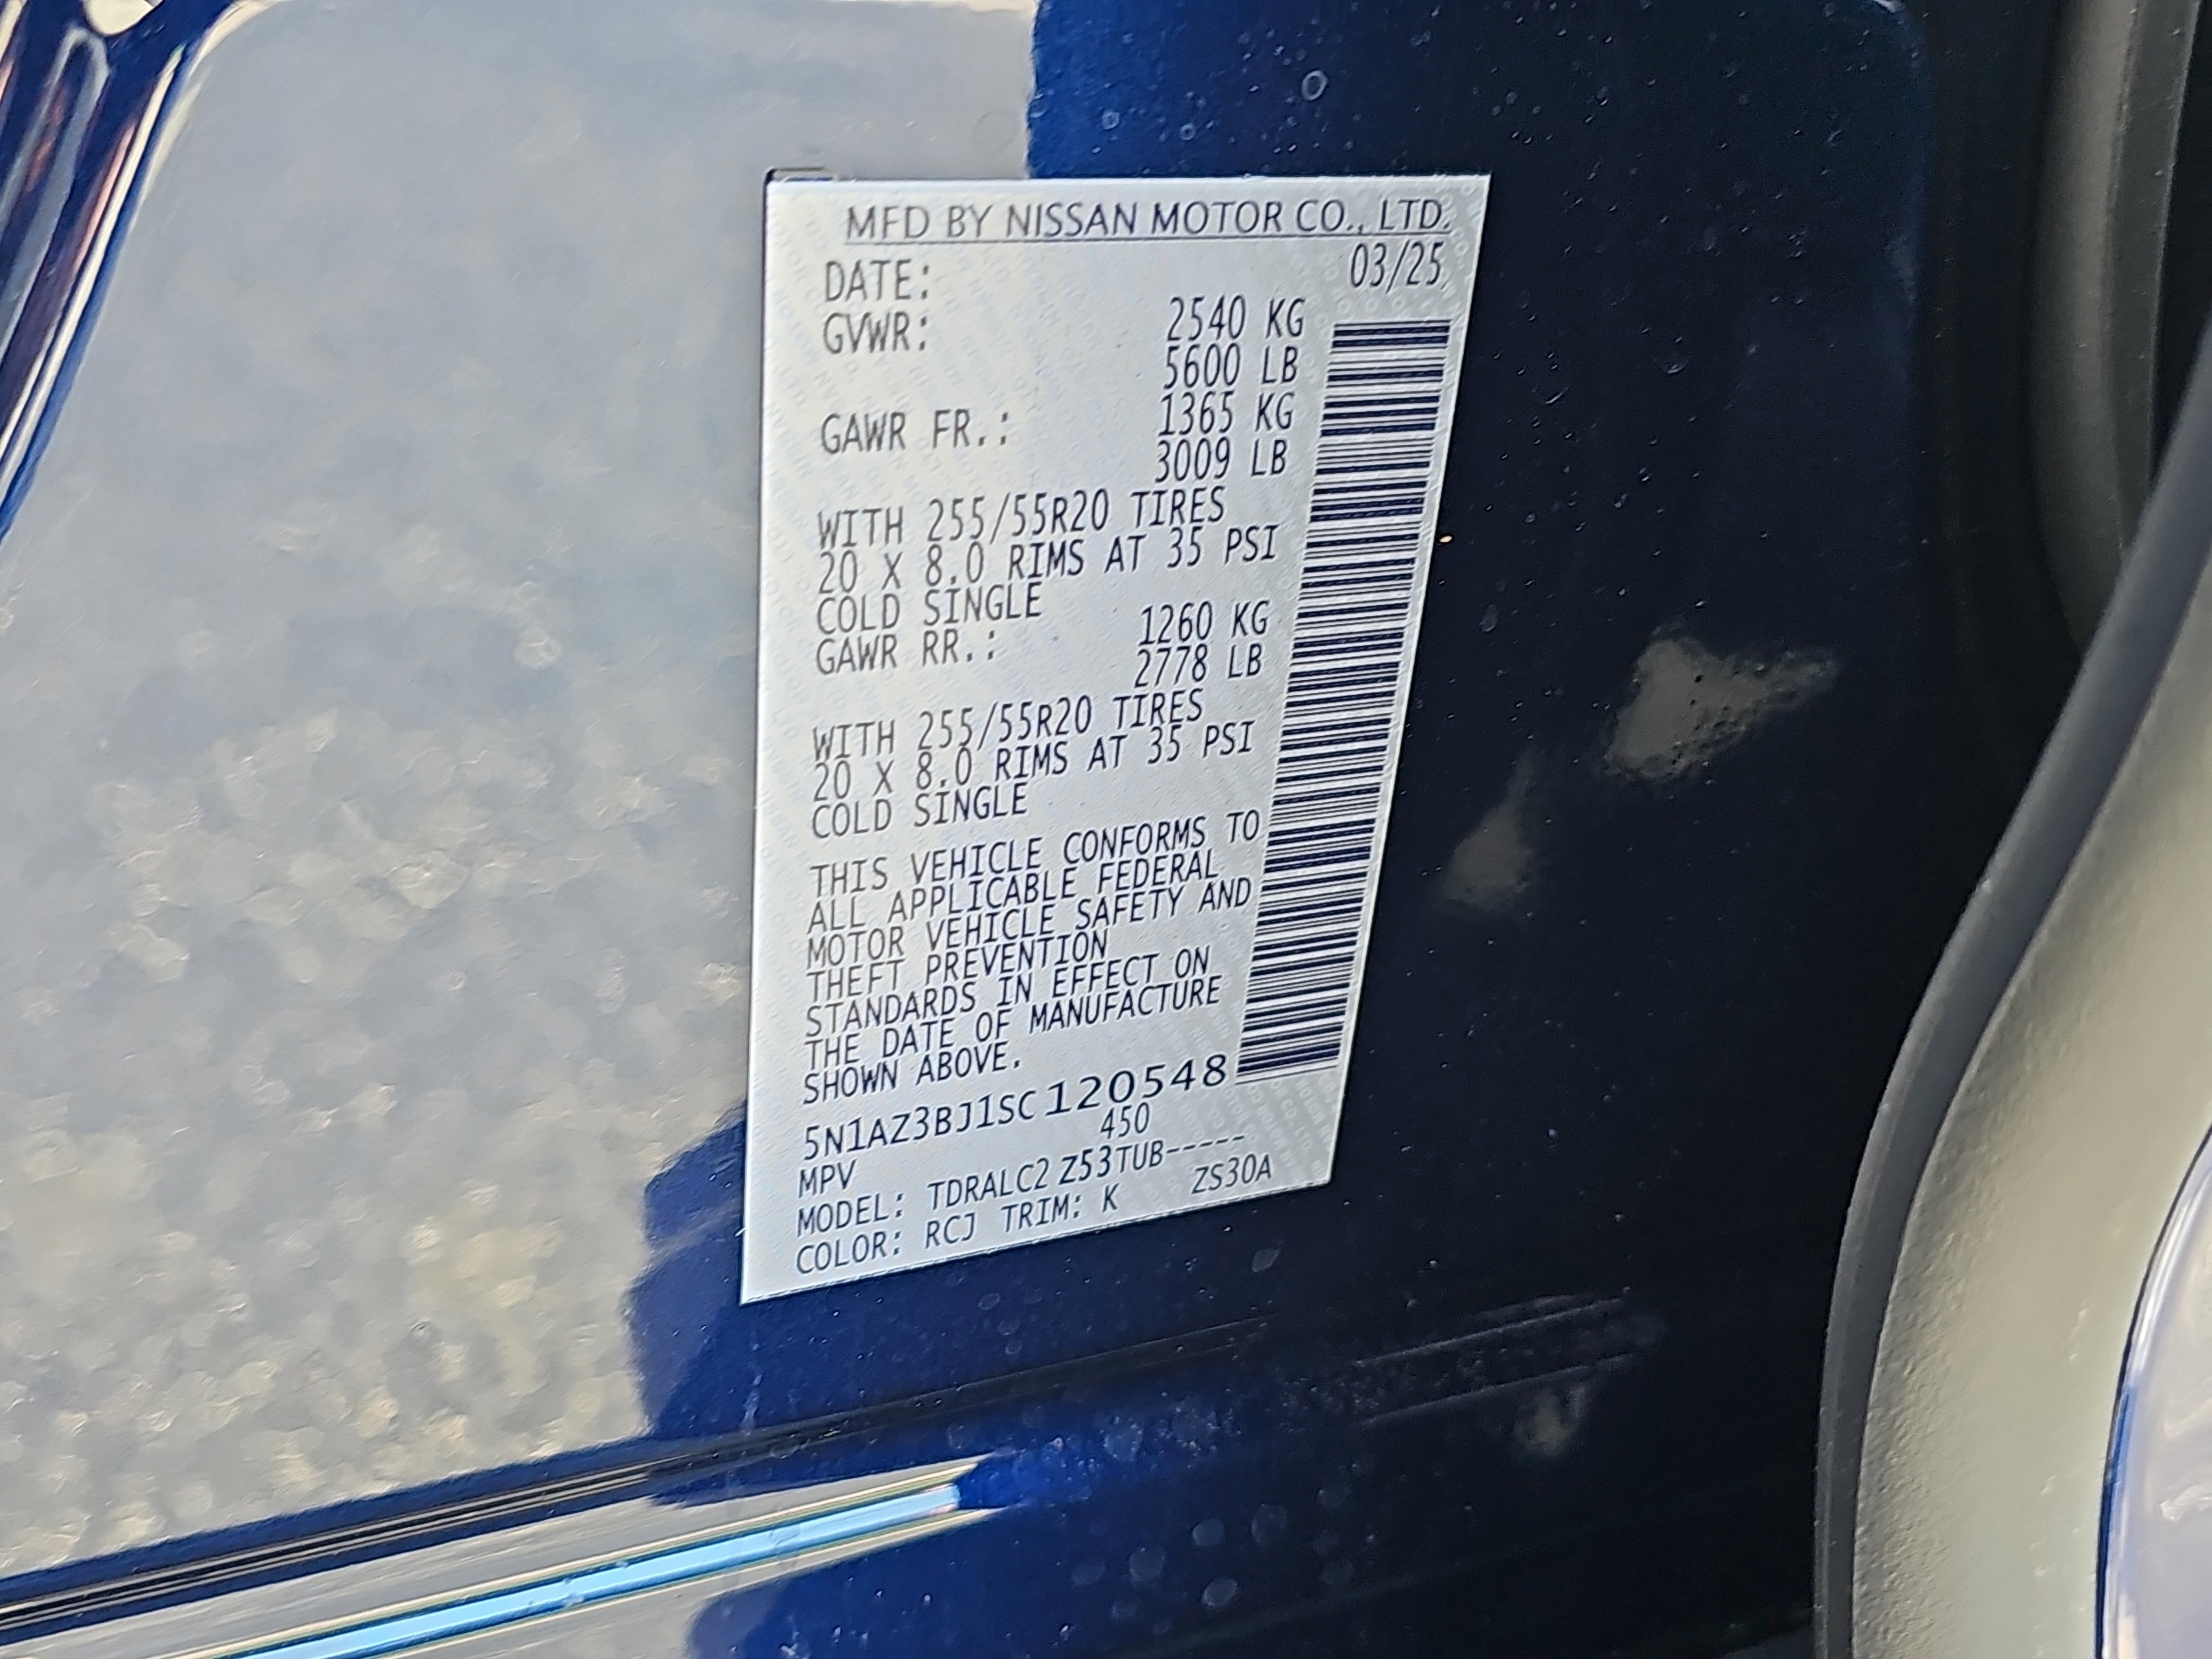 MFD BY NISSAN MOTOR CO., LTD.
DATE: 03/25
GVWR: 2540 KG
5600 LB
GAWR FR.: 1365 KG
3009 LB
WITH 255/55R20 TIRES
20 X 8.0 RIMS AT 35 PSI
COLD SINGLE
GAWR RR.: 1260 KG
2778 LB
WITH 255/55R20 TIRES
20 X 8.0 RIMS AT 35 PSI
COLD SINGLE
THIS VEHICLE CONFORMS TO
ALL APPLICABLE FEDERAL
MOTOR VEHICLE SAFETY AND
THEFT PREVENTION
STANDARDS IN EFFECT ON
THE DATE OF MANUFACTURE
SHOWN ABOVE.
5N1AZ3BJ1SC120548
MPV 450
MODEL: TDRALC2 Z53TUB-----
COLOR: RCJ TRIM: K ZS30A